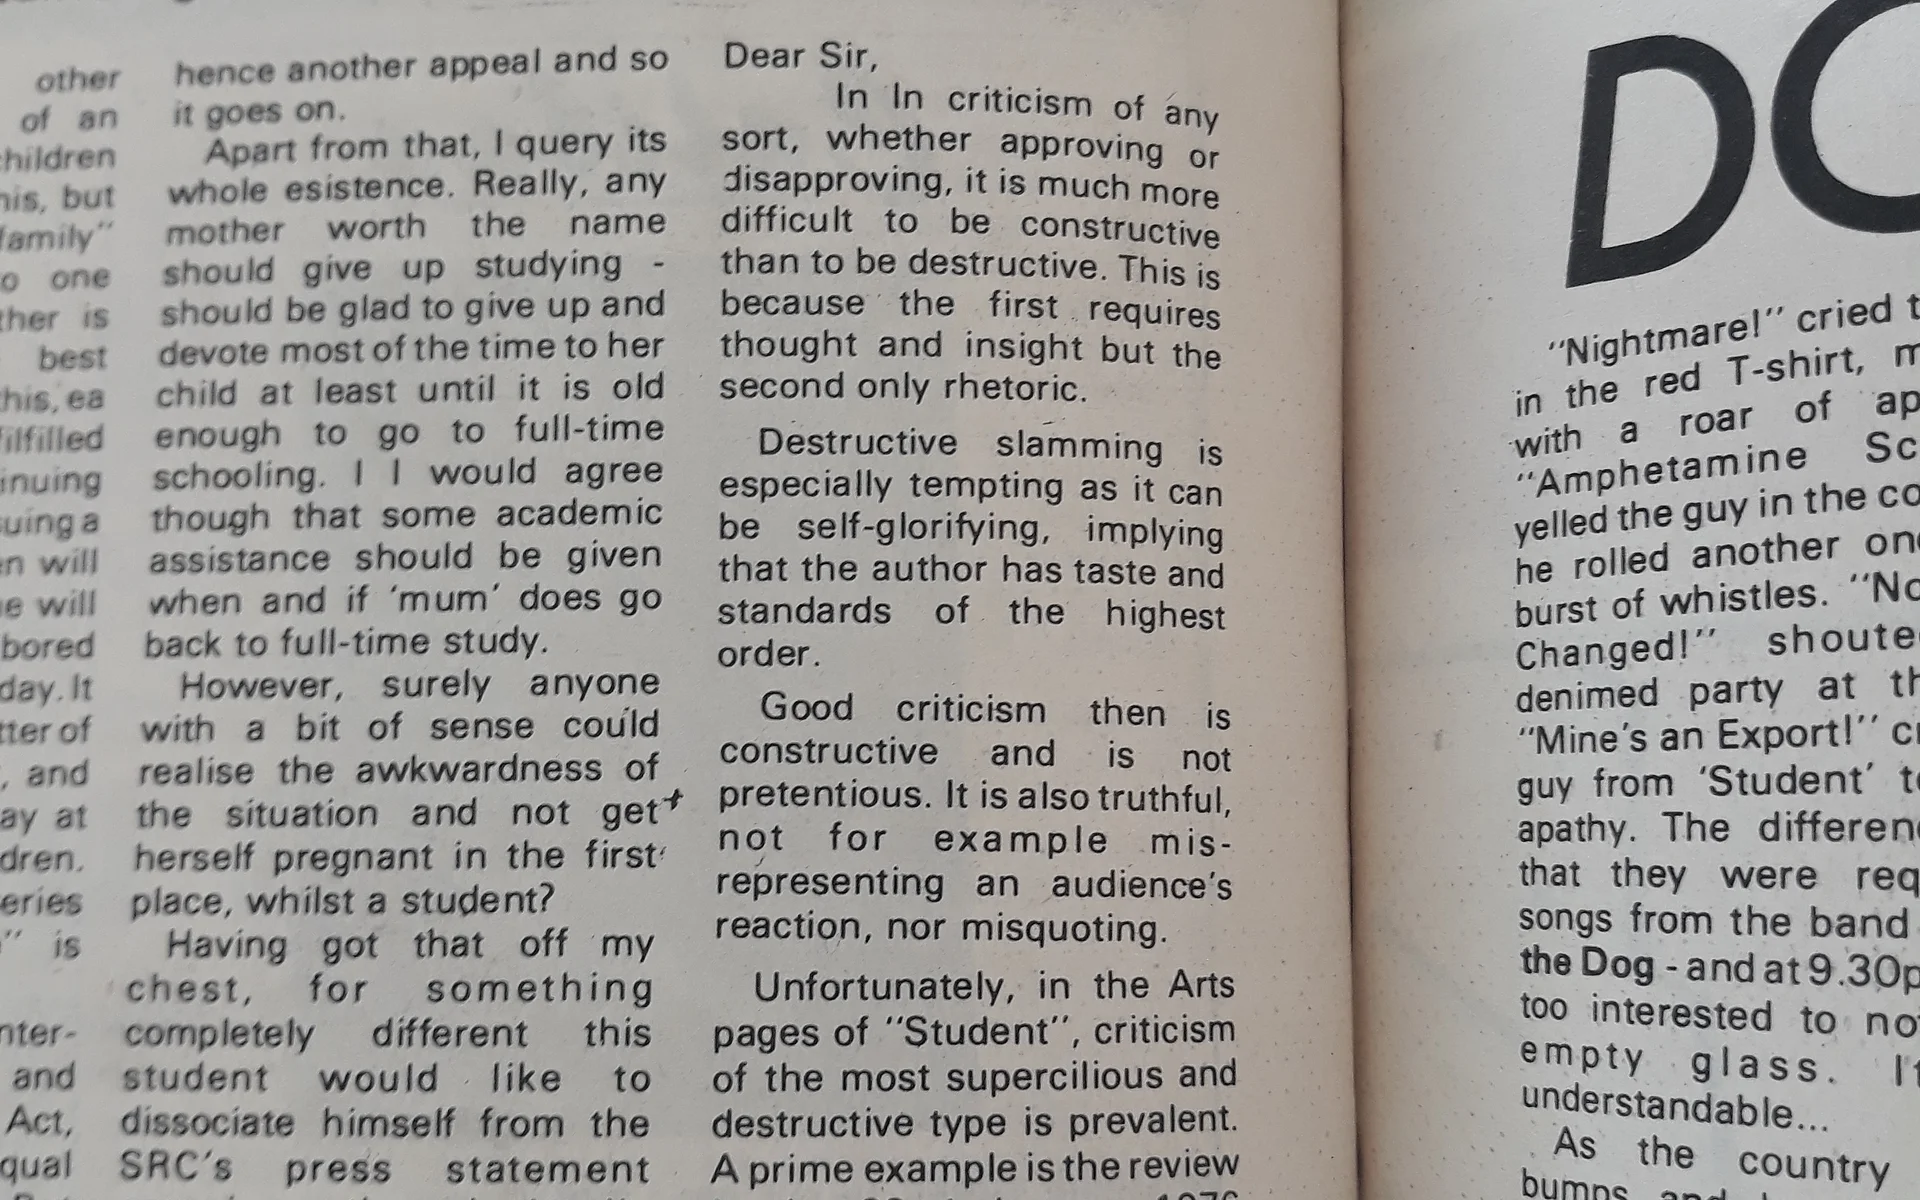 other
of an
children
this, but
family"
one
is
best
this, ea
filfilled
inuing
suing a
will
will
bored
day. It
tter of
, and
ay at
dren.
eries
" is
nter-
and
Act,
qual
hence another appeal and so
it goes on.
Apart from that, I query its
whole esistence. Really, any
mother worth the name
should give up studying -
should be glad to give up and
devote most of the time to her
child at least until it is old
enough to go to full-time
schooling. I I would agree
though that some academic
assistance should be given
when and if 'mum' does go
back to full-time study.
However, surely anyone
with a bit of sense could
realise the awkwardness of
the situation and not get
herself pregnant in the first
place, whilst a student?
Having got that off my
chest, for something
completely different this
student would like to
dissociate himself from the
SRC's press statement
Dear Sir,
In In criticism of any
sort, whether approving or
disapproving, it is much more
difficult to be constructive
than to be destructive. This is
because the first requires
thought and insight but the
second only rhetoric.
Destructive slamming is
especially tempting as it can
be self-glorifying, implying
that the author has taste and
standards of the highest
order.
Good criticism then is
constructive and is not
pretentious. It is also truthful,
not for example mis-
representing an audience's
reaction, nor misquoting.
Unfortunately, in the Arts
pages of "Student", criticism
of the most supercilious and
destructive type is prevalent.
A prime example is the review
DO
"Nightmare!" cried t
in the red T-shirt, m
with a roar of ap
"Amphetamine Sc
yelled the guy in the co
he rolled another one
burst of whistles. "No
Changed!" shoute
denimed party at th
"Mine's an Export!" cr
guy from 'Student' to
apathy. The differen
that they were req
songs from the band
the Dog - and at 9.30p
too interested to no
empty glass. It
understandable...
As the country
bumps and